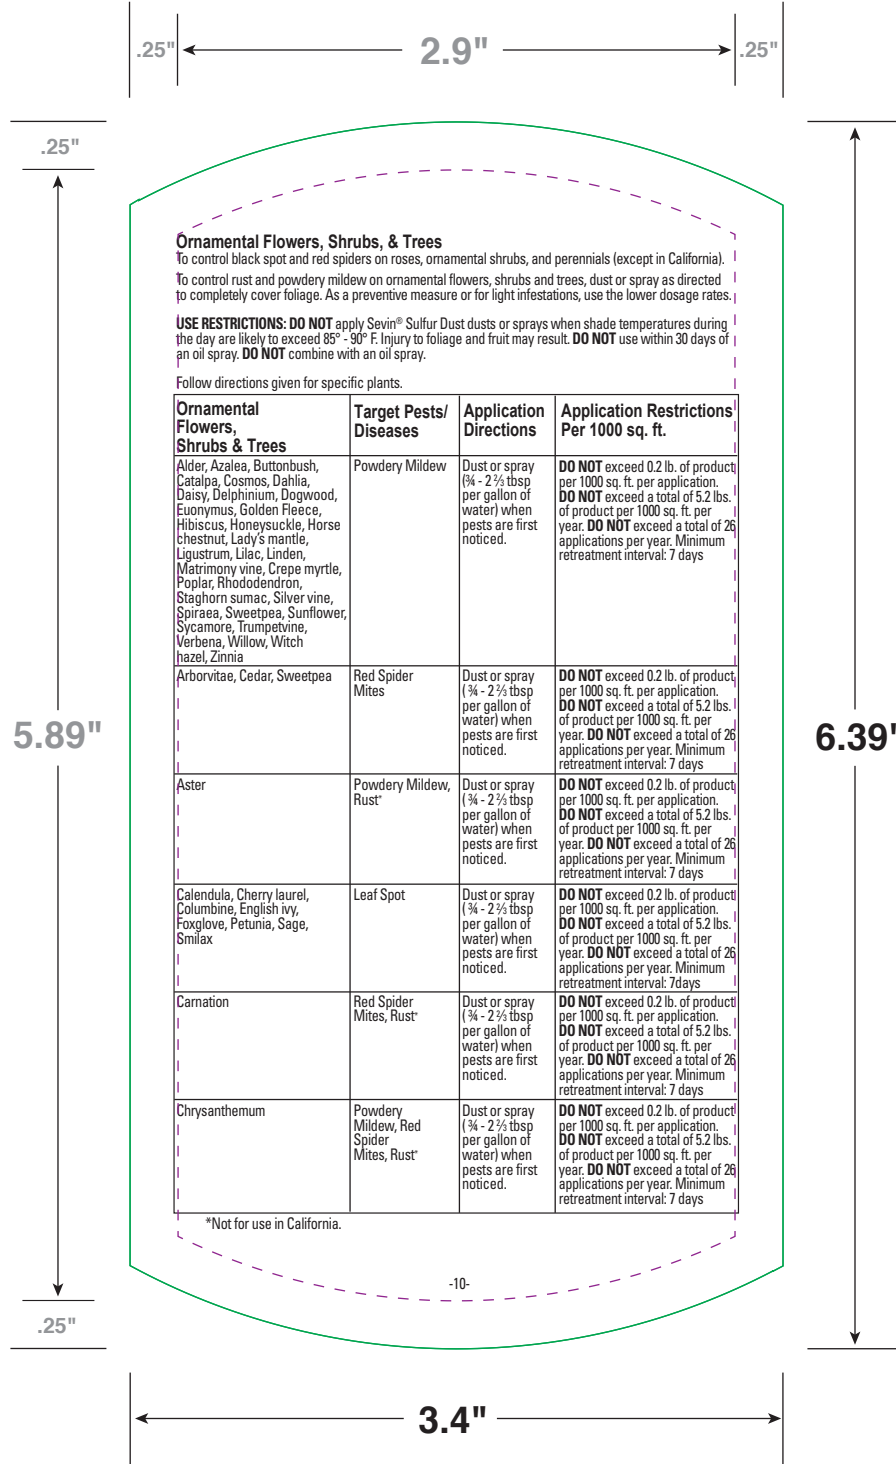 .25" 2.9" .25"
.25"
Ornamental Flowers, Shrubs, & Trees
To control black spot and red spiders on roses, ornamental shrubs, and perennials (except in California).
To control rust and powdery mildew on ornamental flowers, shrubs and trees, dust or spray as directed
to completely cover foliage. As a preventive measure or for light infestations, use the lower dosage rates.
USE RESTRICTIONS: DO NOT apply Sevin® Sulfur Dust dusts or sprays when shade temperatures during
the day are likely to exceed 85° - 90° F. Injury to foliage and fruit may result. DO NOT use within 30 days of
an oil spray. DO NOT combine with an oil spray.
Follow directions given for specific plants.
Ornamental
Flowers,
Shrubs & Trees
Target Pests/
Diseases
Application
Directions
Application Restrictions
Per 1000 sq. ft.
Alder, Azalea, Buttonbush,
Catalpa, Cosmos, Dahlia,
Daisy, Delphinium, Dogwood,
Euonymus, Golden Fleece,
Hibiscus, Honeysuckle, Horse
chestnut, Lady's mantle,
Ligustrum, Lilac, Linden,
Matrimony vine, Crepe myrtle,
Poplar, Rhododendron,
Staghorn sumac, Silver vine,
Spiraea, Sweetpea, Sunflower,
Sycamore, Trumpetvine,
Verbena, Willow, Witch
hazel, Zinnia
Powdery Mildew
Dust or spray
(¾ - 2 ⅔ tbsp
per gallon of
water) when
pests are first
noticed.
DO NOT exceed 0.2 lb. of product
per 1000 sq. ft. per application.
DO NOT exceed a total of 5.2 lbs.
of product per 1000 sq. ft. per
year. DO NOT exceed a total of 26
applications per year. Minimum
retreatment interval: 7 days
Arborvitae, Cedar, Sweetpea
Red Spider
Mites
Dust or spray
( ¾ - 2 ⅔ tbsp
per gallon of
water) when
pests are first
noticed.
DO NOT exceed 0.2 lb. of product
per 1000 sq. ft. per application.
DO NOT exceed a total of 5.2 lbs.
of product per 1000 sq. ft. per
year. DO NOT exceed a total of 26
applications per year. Minimum
retreatment interval: 7 days
Aster
Powdery Mildew,
Rust*
Dust or spray
( ¾ - 2 ⅔ tbsp
per gallon of
water) when
pests are first
noticed.
DO NOT exceed 0.2 lb. of product
per 1000 sq. ft. per application.
DO NOT exceed a total of 5.2 lbs.
of product per 1000 sq. ft. per
year. DO NOT exceed a total of 26
applications per year. Minimum
retreatment interval: 7 days
Calendula, Cherry laurel,
Columbine, English ivy,
Foxglove, Petunia, Sage,
Smilax
Leaf Spot
Dust or spray
( ¾ - 2 ⅔ tbsp
per gallon of
water) when
pests are first
noticed.
DO NOT exceed 0.2 lb. of product
per 1000 sq. ft. per application.
DO NOT exceed a total of 5.2 lbs.
of product per 1000 sq. ft. per
year. DO NOT exceed a total of 26
applications per year. Minimum
retreatment interval: 7days
Carnation
Red Spider
Mites, Rust*
Dust or spray
( ¾ - 2 ⅔ tbsp
per gallon of
water) when
pests are first
noticed.
DO NOT exceed 0.2 lb. of product
per 1000 sq. ft. per application.
DO NOT exceed a total of 5.2 lbs.
of product per 1000 sq. ft. per
year. DO NOT exceed a total of 26
applications per year. Minimum
retreatment interval: 7 days
Chrysanthemum
Powdery
Mildew, Red
Spider
Mites, Rust*
Dust or spray
( ¾ - 2 ⅔ tbsp
per gallon of
water) when
pests are first
noticed.
DO NOT exceed 0.2 lb. of product
per 1000 sq. ft. per application.
DO NOT exceed a total of 5.2 lbs.
of product per 1000 sq. ft. per
year. DO NOT exceed a total of 26
applications per year. Minimum
retreatment interval: 7 days
*Not for use in California.
-10-
5.89"
6.39"
.25"
3.4"